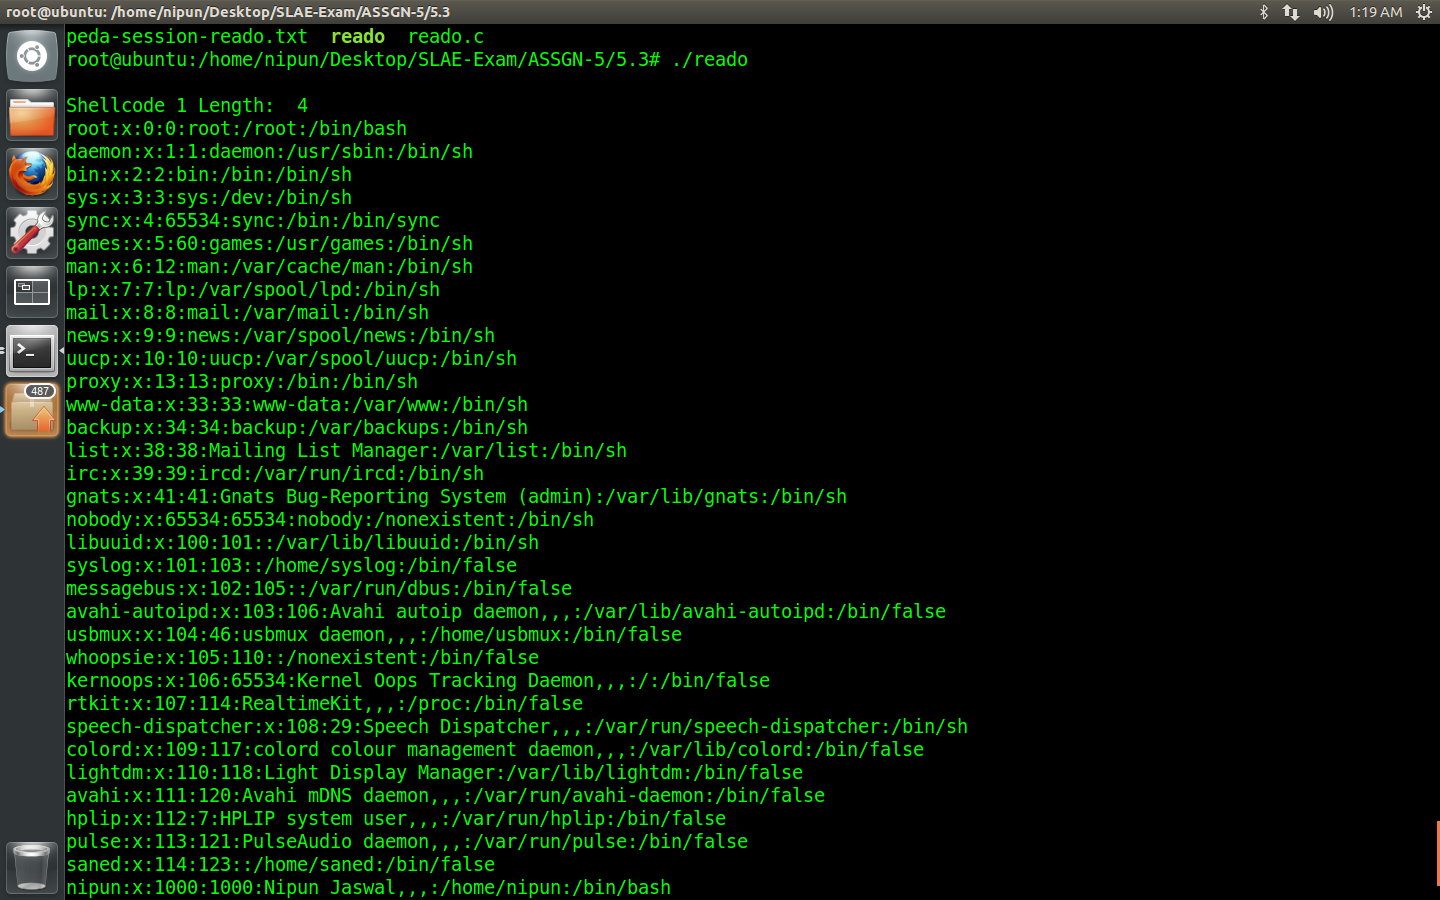 root@ubuntu: /home/nipun/Desktop/SLAE-Exam/ASSGN-5/5.3
1:19 AM
peda-session-reado.txt  reado  reado.c
root@ubuntu:/home/nipun/Desktop/SLAE-Exam/ASSGN-5/5.3# ./reado
Shellcode 1 Length:  4
root:x:0:0:root:/root:/bin/bash
daemon:x:1:1:daemon:/usr/sbin:/bin/sh
bin:x:2:2:bin:/bin:/bin/sh
sys:x:3:3:sys:/dev:/bin/sh
sync:x:4:65534:sync:/bin:/bin/sync
games:x:5:60:games:/usr/games:/bin/sh
man:x:6:12:man:/var/cache/man:/bin/sh
lp:x:7:7:lp:/var/spool/lpd:/bin/sh
mail:x:8:8:mail:/var/mail:/bin/sh
news:x:9:9:news:/var/spool/news:/bin/sh
uucp:x:10:10:uucp:/var/spool/uucp:/bin/sh
proxy:x:13:13:proxy:/bin:/bin/sh
487
www-data:x:33:33:www-data:/var/www:/bin/sh
backup:x:34:34:backup:/var/backups:/bin/sh
list:x:38:38:Mailing List Manager:/var/list:/bin/sh
irc:x:39:39:ircd:/var/run/ircd:/bin/sh
gnats:x:41:41:Gnats Bug-Reporting System (admin):/var/lib/gnats:/bin/sh
nobody:x:65534:65534:nobody:/nonexistent:/bin/sh
libuuid:x:100:101::/var/lib/libuuid:/bin/sh
syslog:x:101:103::/home/syslog:/bin/false
messagebus:x:102:105::/var/run/dbus:/bin/false
avahi-autoipd:x:103:106:Avahi autoip daemon,,,:/var/lib/avahi-autoipd:/bin/false
usbmux:x:104:46:usbmux daemon,,,:/home/usbmux:/bin/false
whoopsie:x:105:110::/nonexistent:/bin/false
kernoops:x:106:65534:Kernel Oops Tracking Daemon,,,:/:/bin/false
rtkit:x:107:114:RealtimeKit,,,:/proc:/bin/false
speech-dispatcher:x:108:29:Speech Dispatcher,,,:/var/run/speech-dispatcher:/bin/sh
colord:x:109:117:colord colour management daemon,,,:/var/lib/colord:/bin/false
lightdm:x:110:118:Light Display Manager:/var/lib/lightdm:/bin/false
avahi:x:111:120:Avahi mDNS daemon,,,:/var/run/avahi-daemon:/bin/false
hplip:x:112:7:HPLIP system user,,,:/var/run/hplip:/bin/false
pulse:x:113:121:PulseAudio daemon,,,:/var/run/pulse:/bin/false
saned:x:114:123::/home/saned:/bin/false
nipun:x:1000:1000:Nipun Jaswal,,,:/home/nipun:/bin/bash